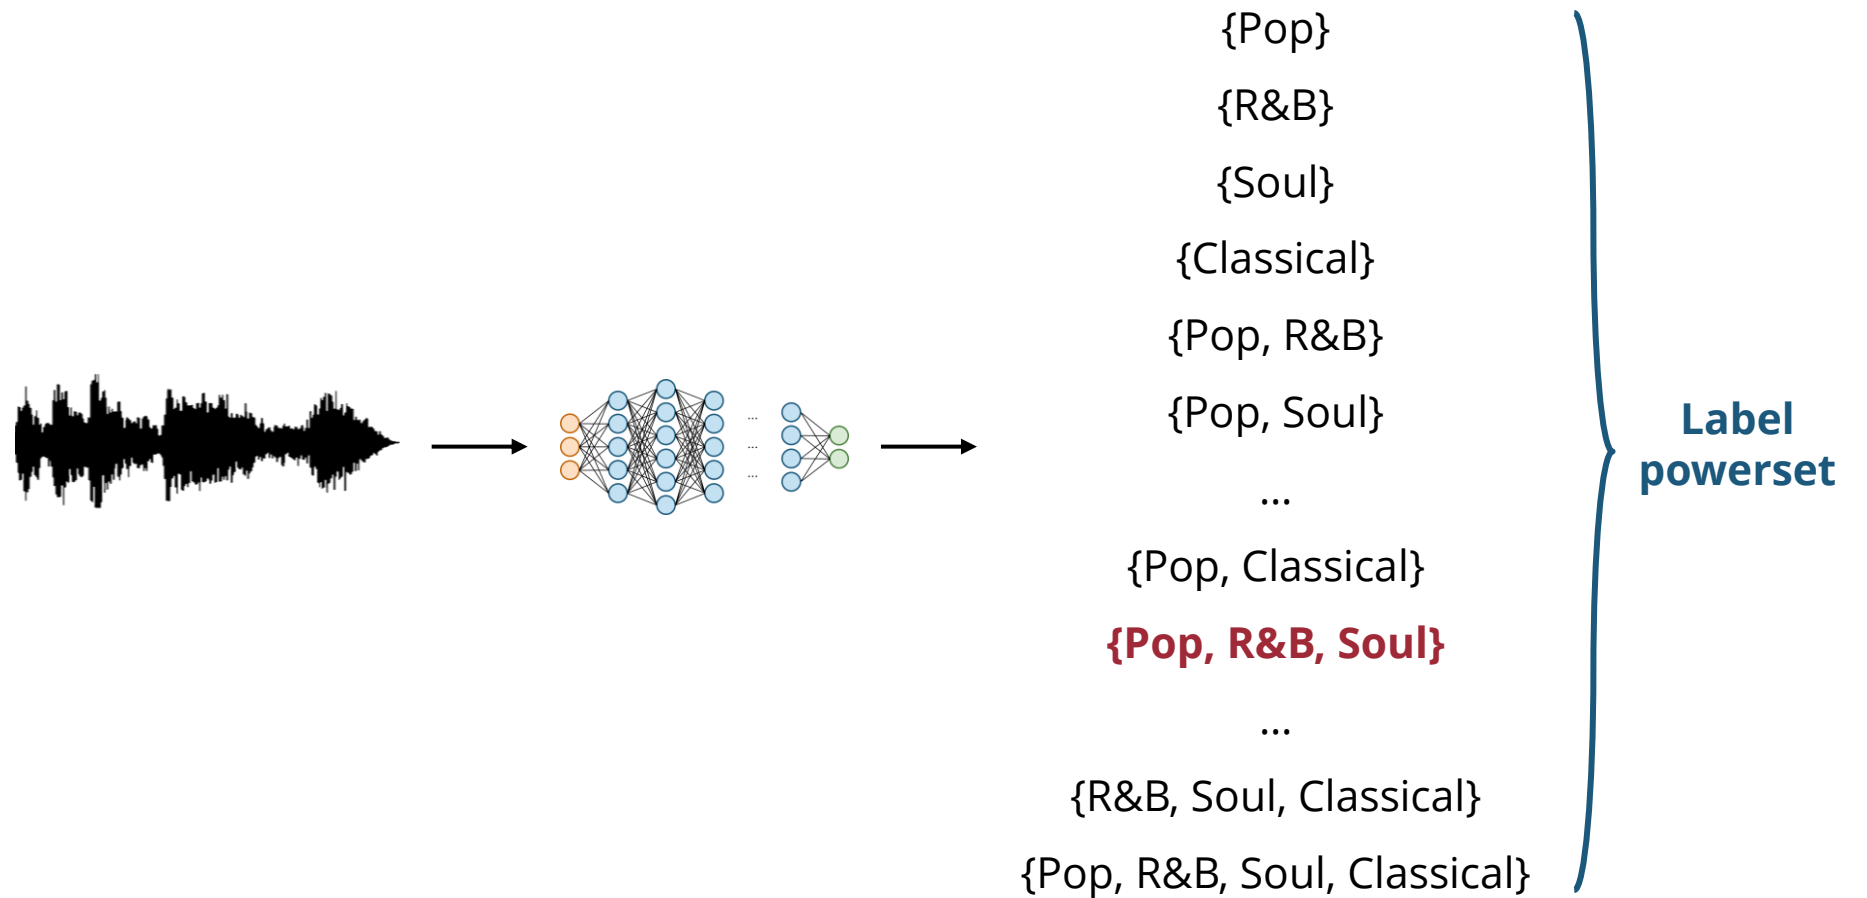 {Pop}
{R&B}
{Soul}
{Classical}
{Pop, R&B}
{Pop, Soul}
...
{Pop, Classical}
{Pop, R&B, Soul}
...
{R&B, Soul, Classical}
{Pop, R&B, Soul, Classical}
...
...
...
Label
powerset